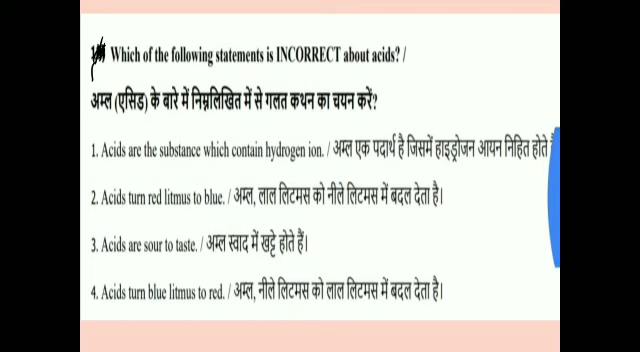 Which of the following statements is INCORRECT about acids? /
अम्ल (एसिड) के बारे में निम्नलिखित में से गलत कथन का चयन करें?
1. Acids are the substance which contain hydrogen ion. / अम्ल एक पदार्थ है जिसमें हाइड्रोजन आयन निहित होते
2. Acids turn red litmus to blue. / अम्ल, लाल लिटमस को नीले लिटमस में बदल देता है।
3. Acids are sour to taste. / अम्ल स्वाद में खट्टे होते हैं।
4. Acids turn blue litmus to red. / अम्ल, नीले लिटमस को लाल लिटमस में बदल देता है।